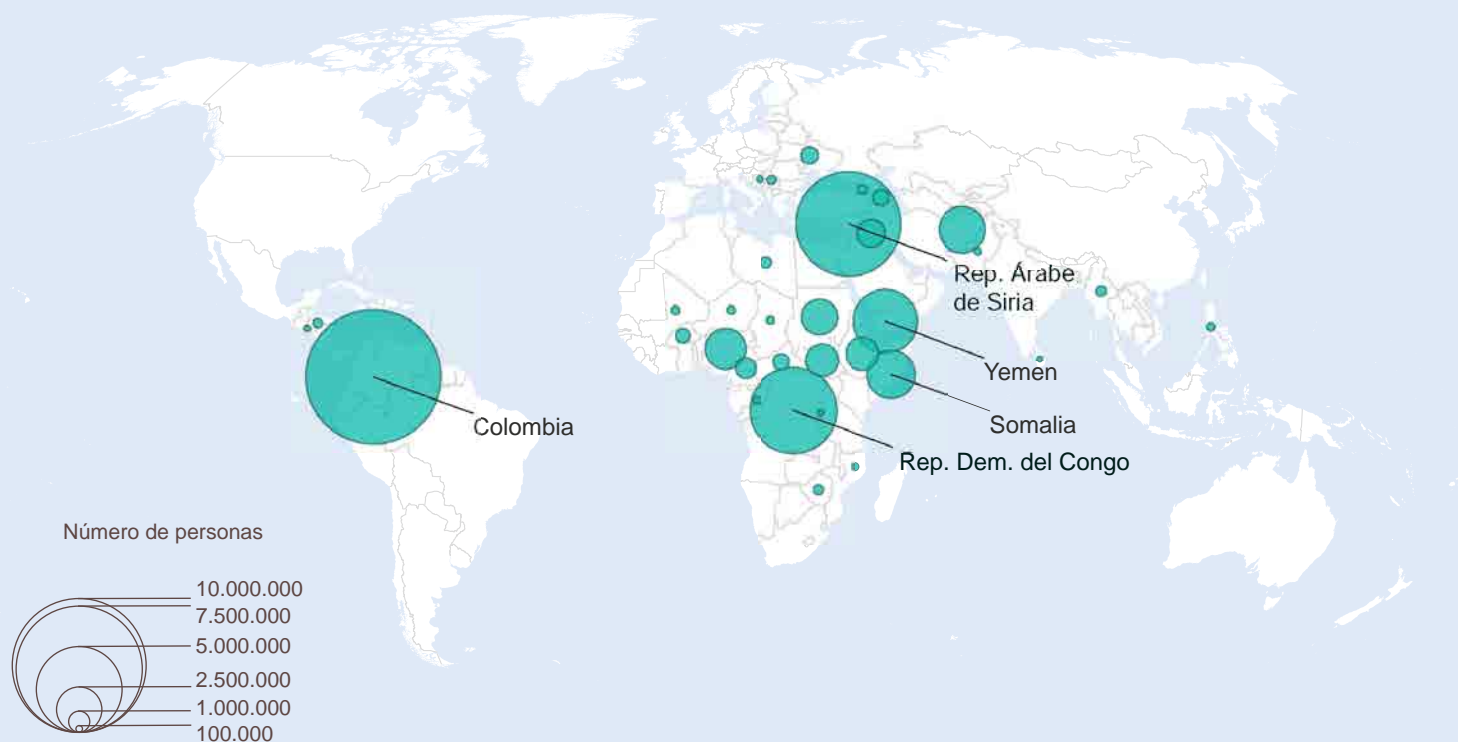 Rep. Árabe
de Siria
Yemen
Colombia
Somalia
Rep. Dem. del Congo
Número de personas
10.000.000
7.500.000
5.000.000
2.500.000
1.000.000
100.000